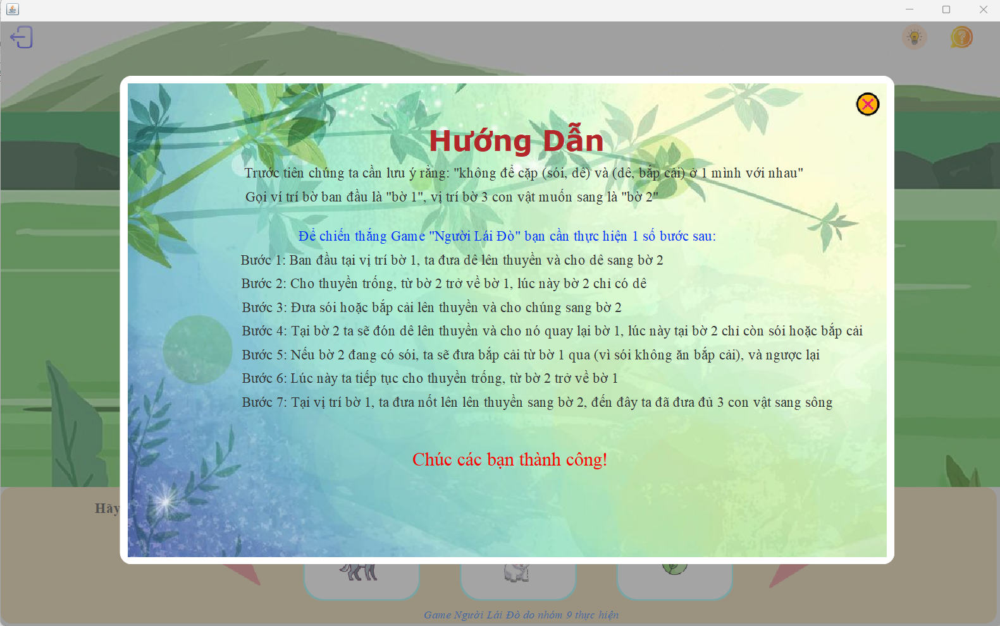 Hướng Dẫn
Trước tiên chúng ta cần lưu ý rằng: "không để cặp (sói, dê) và (dê, bắp cải) ở 1 mình với nhau"
Gọi ví trí bờ ban đầu là "bờ 1", vị trí bờ 3 con vật muốn sang là "bờ 2"
Để chiến thắng Game "Người Lái Đò" bạn cần thực hiện 1 số bước sau:
Bước 1: Ban đầu tại vị trí bờ 1, ta đưa dê lên thuyền và cho dê sang bờ 2
Bước 2: Cho thuyền trống, từ bờ 2 trở về bờ 1, lúc này bờ 2 chỉ có dê
Bước 3: Đưa sói hoặc bắp cải lên thuyền và cho chúng sang bờ 2
Bước 4: Tại bờ 2 ta sẽ đón dê lên thuyền và cho nó quay lại bờ 1, lúc này tại bờ 2 chỉ còn sói hoặc bắp cải
Bước 5: Nếu bờ 2 đang có sói, ta sẽ đưa bắp cải từ bờ 1 qua (vì sói không ăn bắp cải), và ngược lại
Bước 6: Lúc này ta tiếp tục cho thuyền trống, từ bờ 2 trở về bờ 1
Bước 7: Tại vị trí bờ 1, ta đưa nốt lên lên thuyền sang bờ 2, đến đây ta đã đưa đủ 3 con vật sang sông
Chúc các bạn thành công!
Hãy
Game Người Lái Đò do nhóm 9 thực hiện